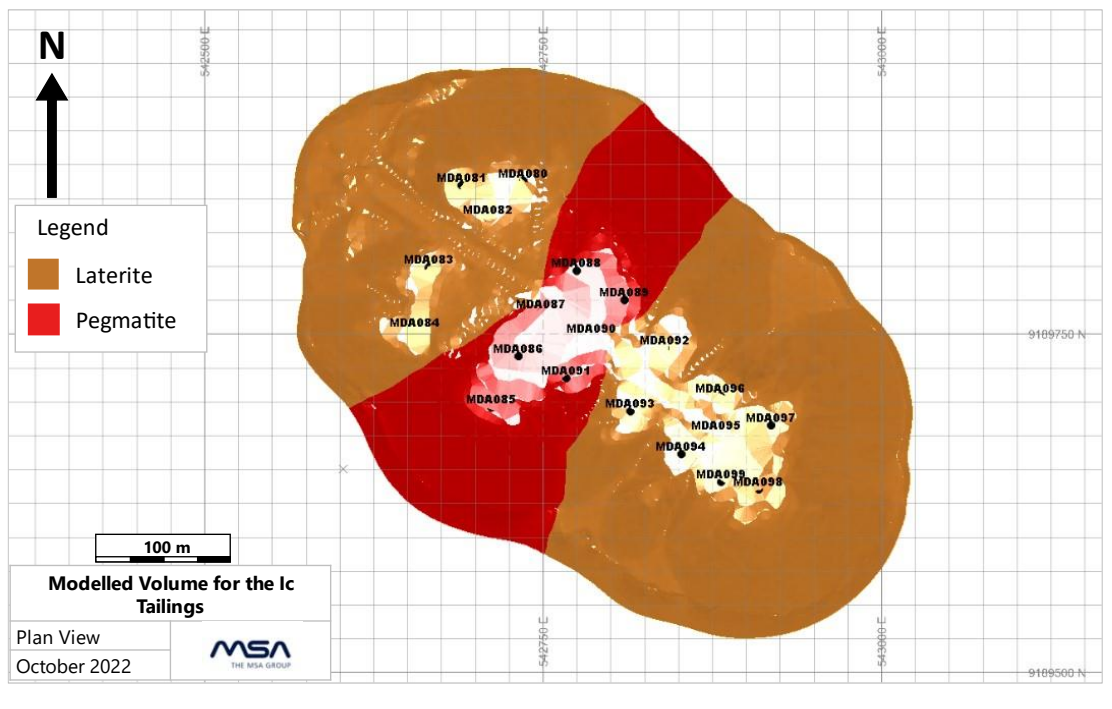 542500 E
542750 E
543000 E
N
MDA081
MDA080
MDA082
Legend
Laterite
Pegmatite
MDA083
MDA088
MDA089
MDA087
MDA084
MDA090
MDA092
9189750 N
MDA086
MDA091
MDA085
MDA096
MDA093
MDA097
MDA095
MDA094
MDA099
MDA098
100 m
Modelled Volume for the Ic
Tailings
Plan View
October 2022
MSA
THE MSA GROUP
542750 E
543000 E
9189500 N